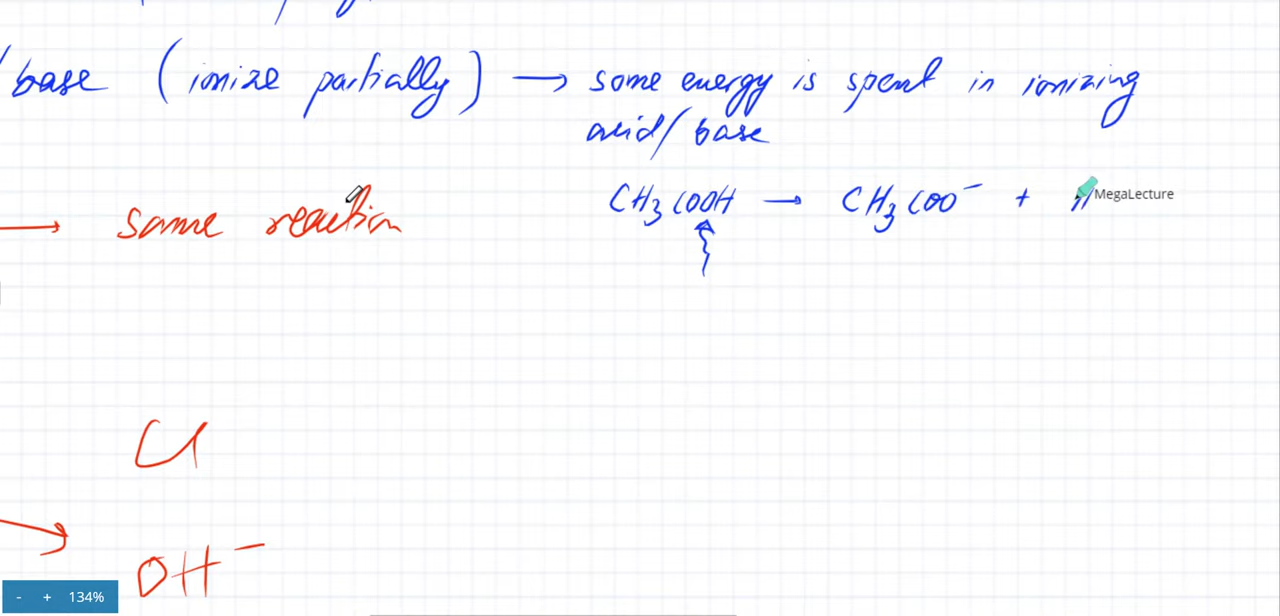 base (ionize partially) → some energy is spent in ionizing
acid/base
CH3COOH → CH3COO⁻ +
MegaLecture
→ same reaction
Cl
OH⁻
- + 134%